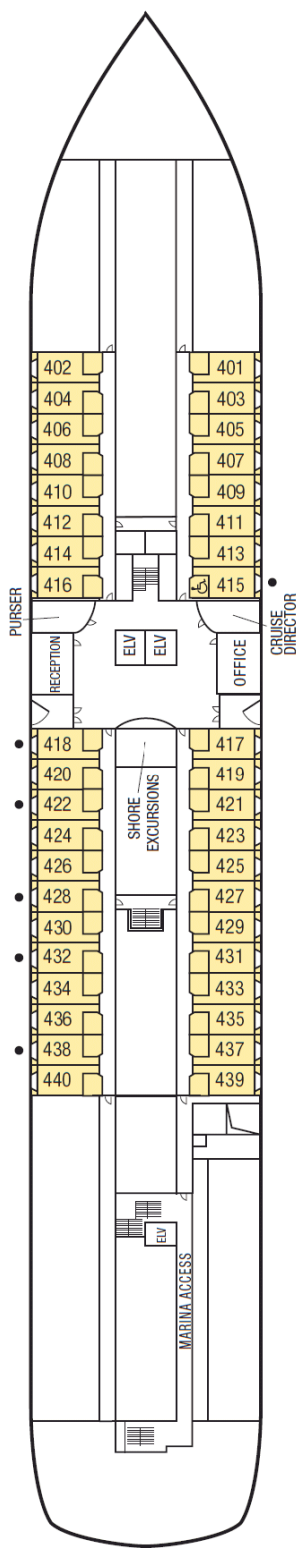 402 401
404 403
406 405
408 407
410 409
412 411
414 413
416 415
PURSER
CRUISE
DIRECTOR
RECEPTION
ELV ELV
OFFICE
418 417
420 419
422 421
424 423
426 425
428 427
430 429
432 431
434 433
436 435
438 437
440 439
SHORE
EXCURSIONS
ELV
MARINA ACCESS